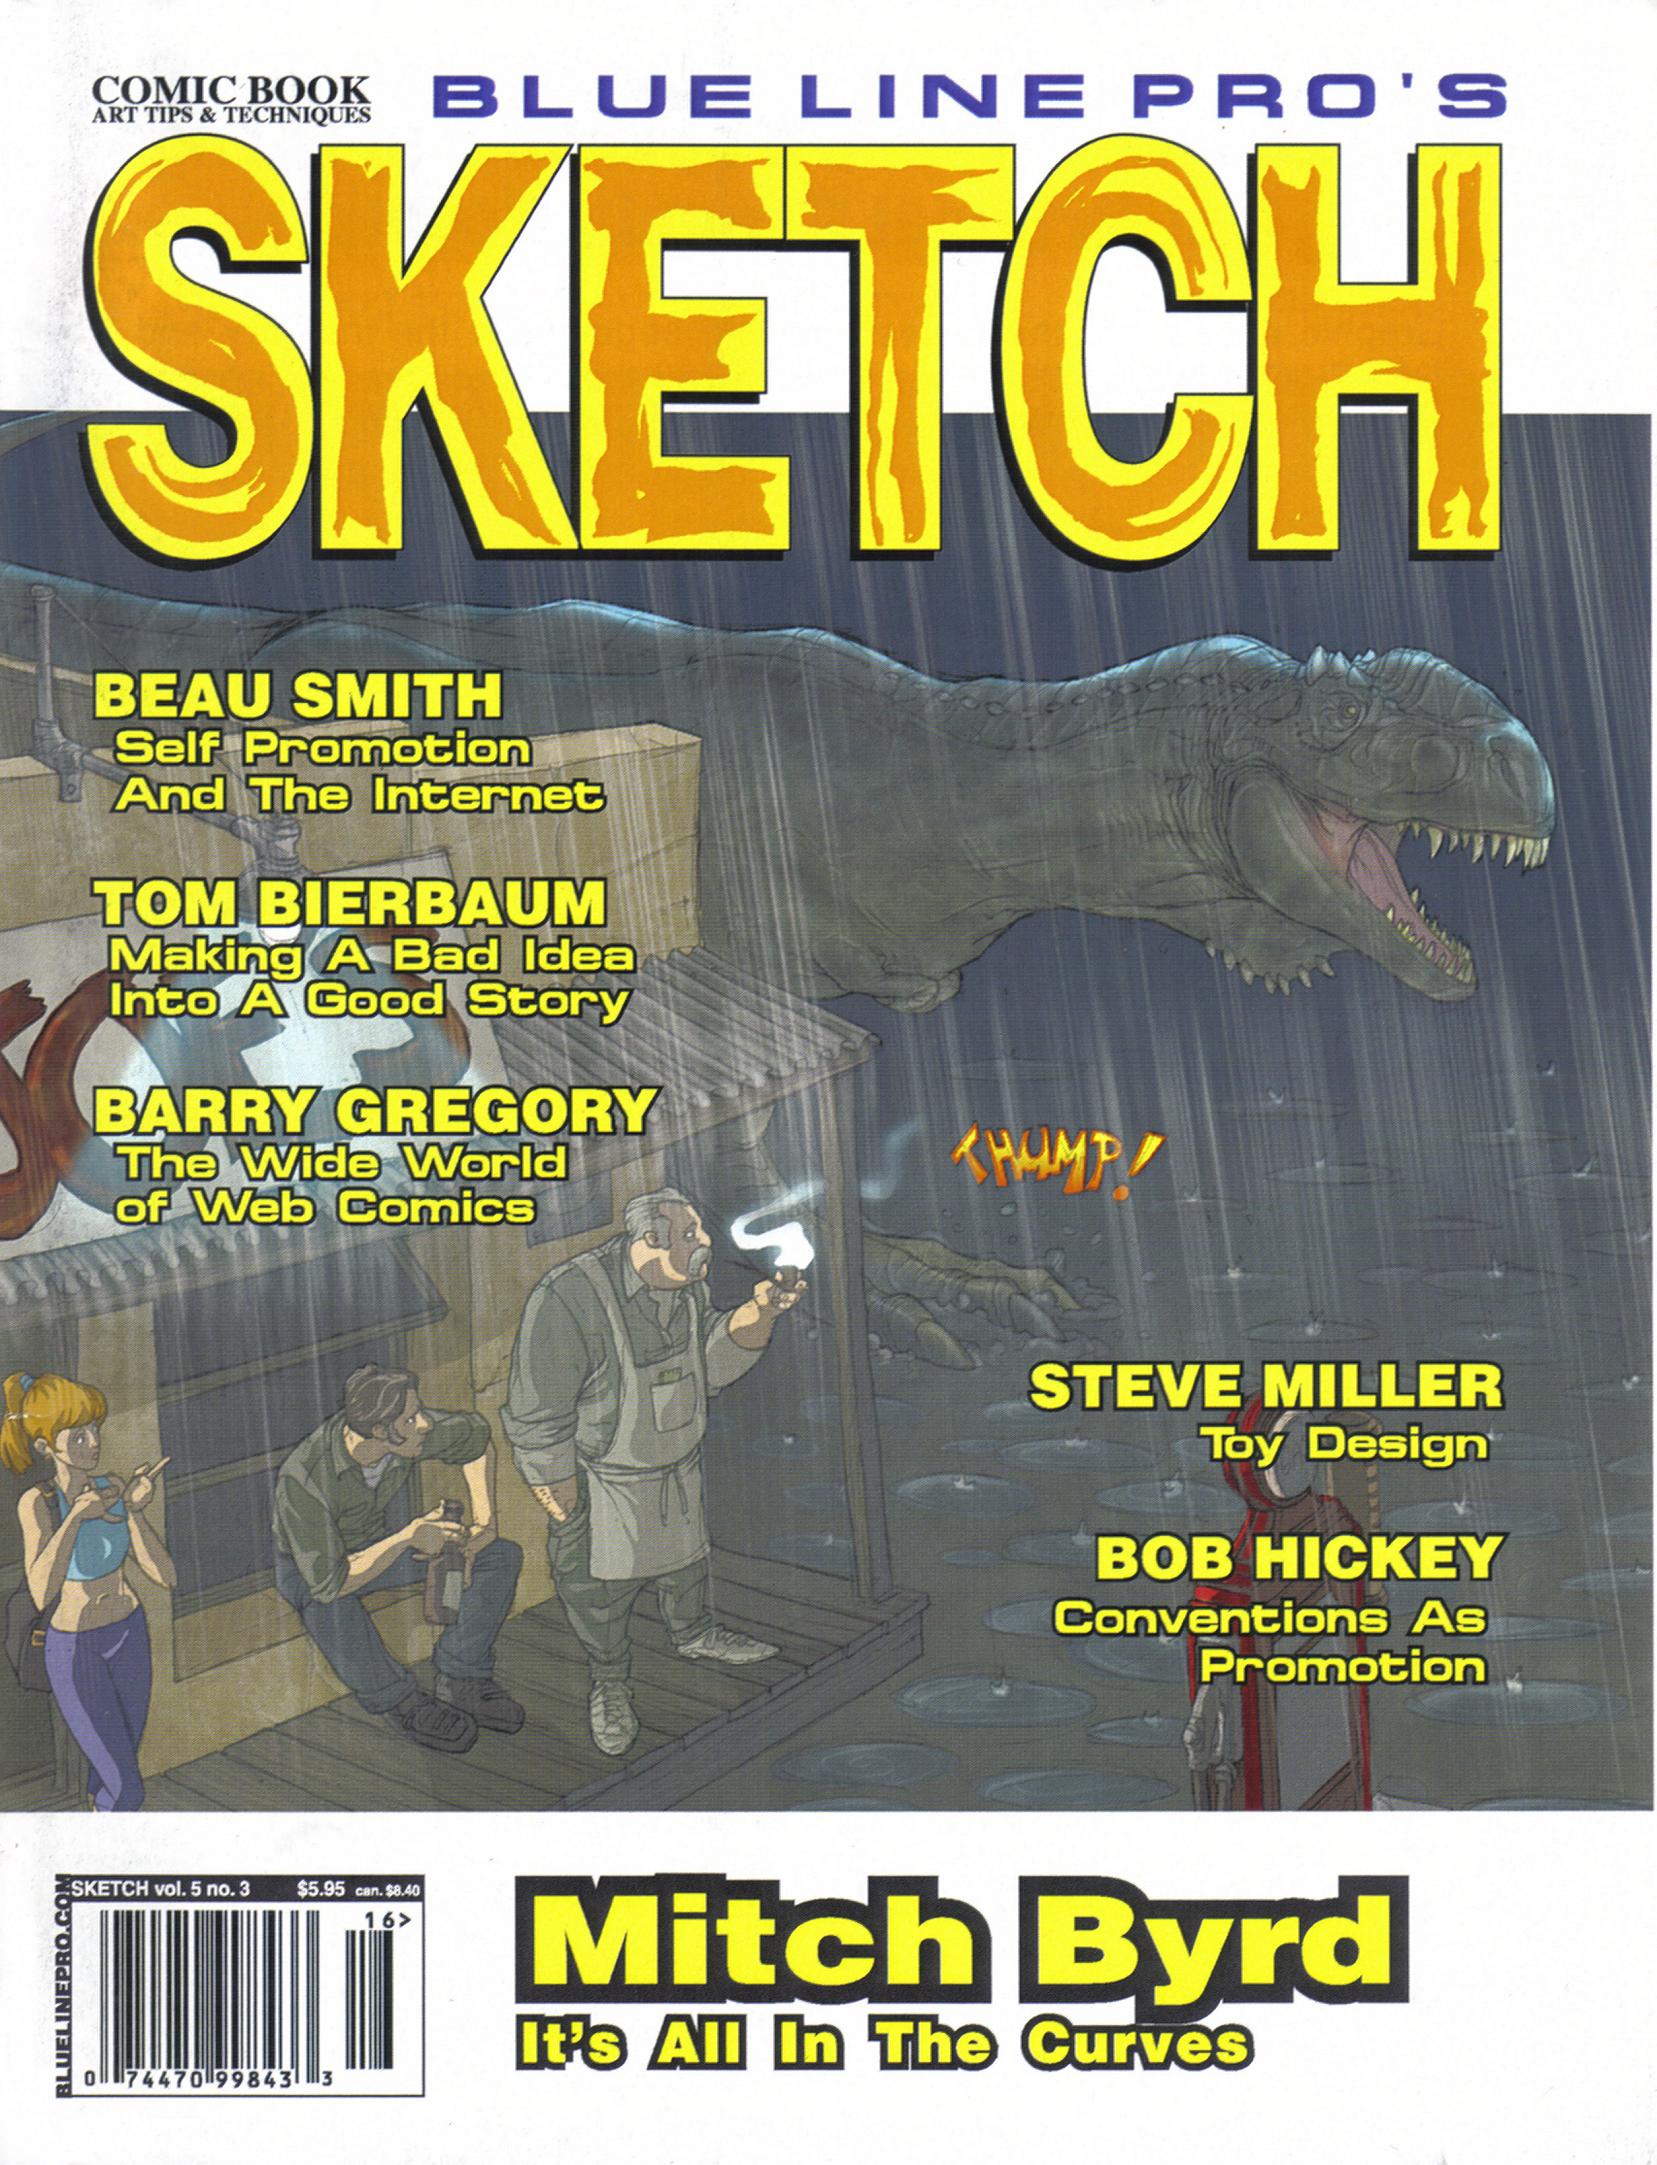 COMIC BOOK
ART TIPS & TECHNIQUES
BLUE LINE PRO'S
SKETCH
BEAU SMITH
Self Promotion
And The Internet
TOM BIERBAUM
Making A Bad Idea
Into A Good Story
BARRY GREGORY
The Wide World
of Web Comics
THUMP!
STEVE MILLER
Toy Design
BOB HICKEY
Conventions As
Promotion
BLUELINEPRO.COM
SKETCH vol. 5 no. 3 $5.95 can. $8.40
16>
0 74470 99843 3
Mitch Byrd
It's All In The Curves